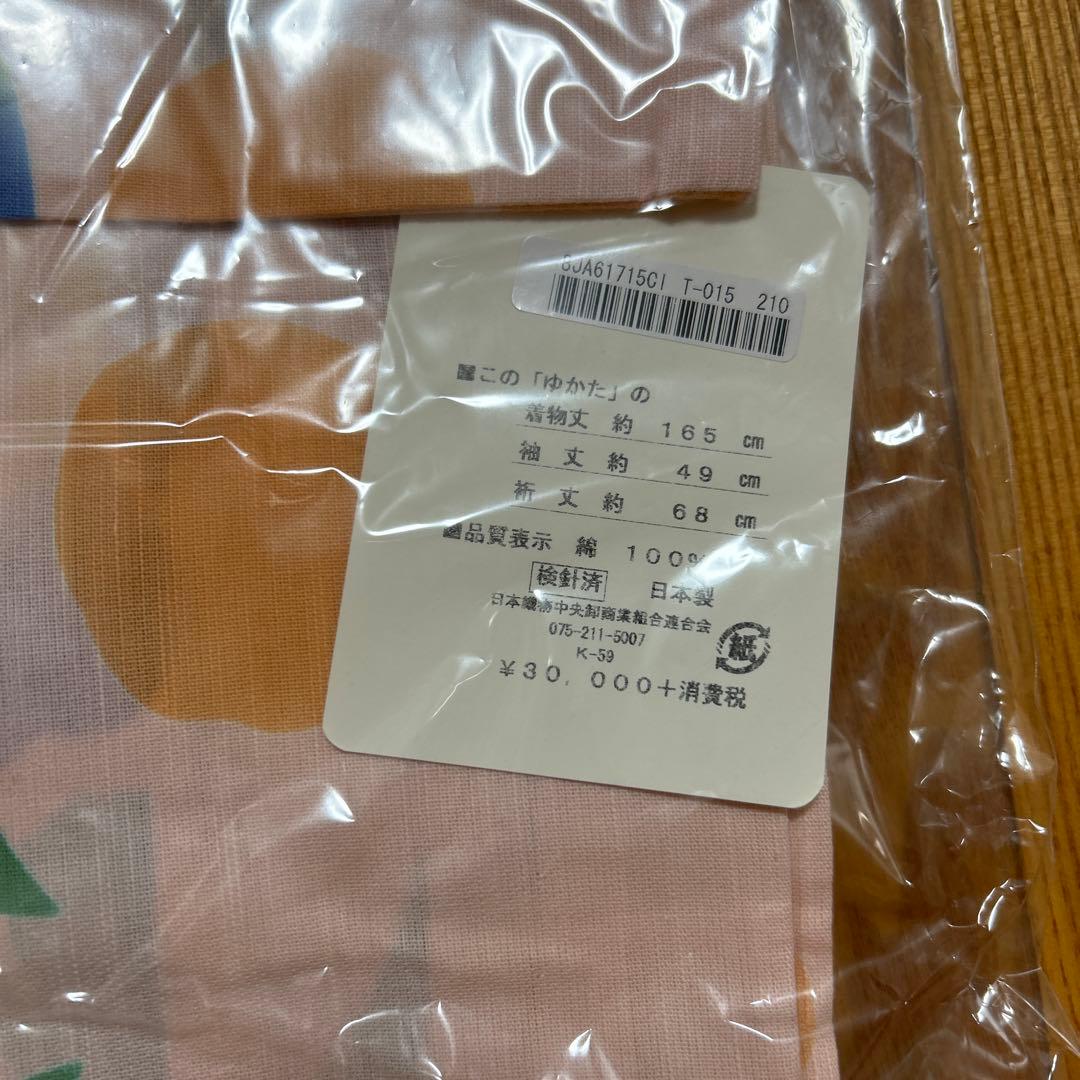 8JA61715CI T-015 210
この「ゆかた」の
着物丈 約 165 cm
袖丈約 49 cm
裄丈約 68 cm
品質表示 綿 100%
検針済 日本製
日本織物中央卸商業組合連合会
075-211-5007
K-59
紙
¥30,000+消費税